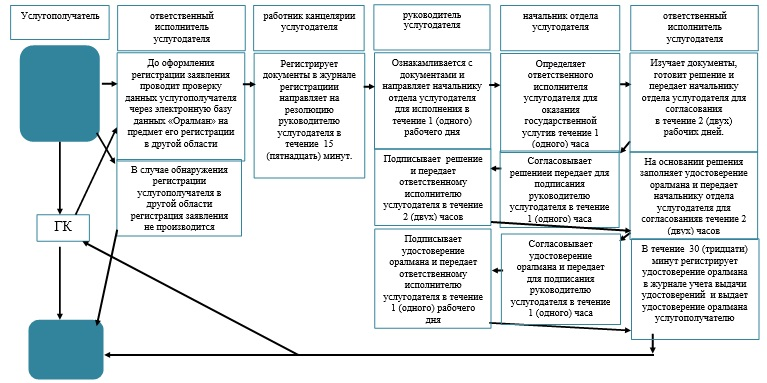 Услугополучатель
ответственный
исполнитель
услугодателя
работник канцелярии
услугодателя
руководитель
услугодателя
начальник отдела
услугодателя
ответственный
исполнитель
услугодателя
До оформления
регистрации заявления
проводит проверку
данных услугополучателя
через электронную базу
данных «Оралман» на
предмет его регистрации
в другой области
Регистрирует
документы в журнале
регистрациии
направляет на
резолюцию
руководителю
услугодателя в
течение 15
(пятнадцать) минут.
Ознакамливается с
документами и
направляет начальнику
отдела услугодателя
для исполнения в
течение 1 (одного)
рабочего дня
Определяет
ответственного
исполнителя
услугодателя для
оказания
государственной
услугив течение 1
(одного) часа
Изучает документы,
готовит решение и
передает начальнику
отдела услугодателя для
согласования
в течение 2 (двух)
рабочих дней.
В случае обнаружения
регистрации
услугополучателя в
другой области
регистрация заявления
не производится
Подписывает решение
и передает
ответственному
исполнителю
услугодателя в течение
2 (двух) часов
Согласовывает
решениеи передает для
подписания
руководителю
услугодателя в течение
1 (одного) часа
На основании решения
заполняет удостоверение
оралмана и передает
начальнику отдела
услугодателя для
согласованияв течение 2
(двух) часов
ГК
Подписывает
удостоверение
оралмана и передает
ответственному
исполнителю
услугодателя в течение
1 (одного) рабочего
дня
Согласовывает
удостоверение
оралмана и передает
для подписания
руководителю
услугодателя в течение
1 (одного) часа
В течение 30 (тридцати)
минут регистрирует
удостоверение оралмана
в журнале учета выдачи
удостоверений и выдает
удостоверение оралмана
услугополучателю